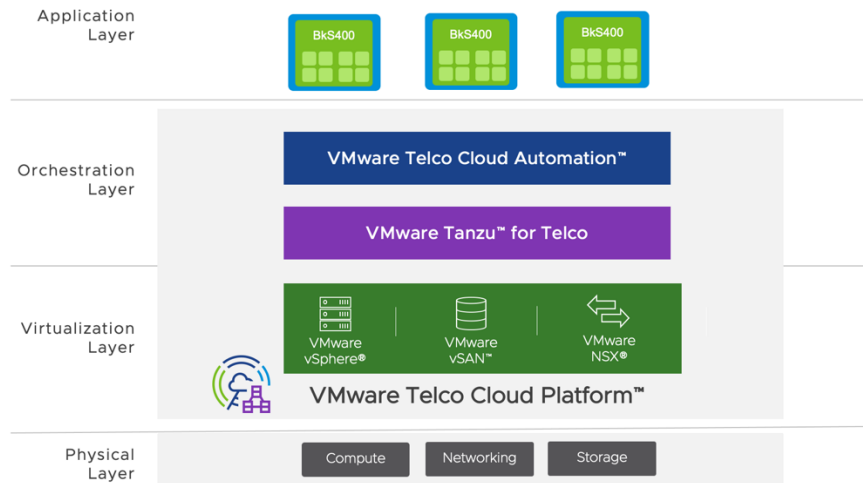 Application
Layer
BkS400
BkS400
BkS400
Orchestration
Layer
VMware Telco Cloud Automation™
VMware Tanzu™ for Telco
Virtualization
Layer
VMware
vSphere®
VMware
vSAN™
VMware
NSX®
VMware Telco Cloud Platform™
Physical
Layer
Compute
Networking
Storage